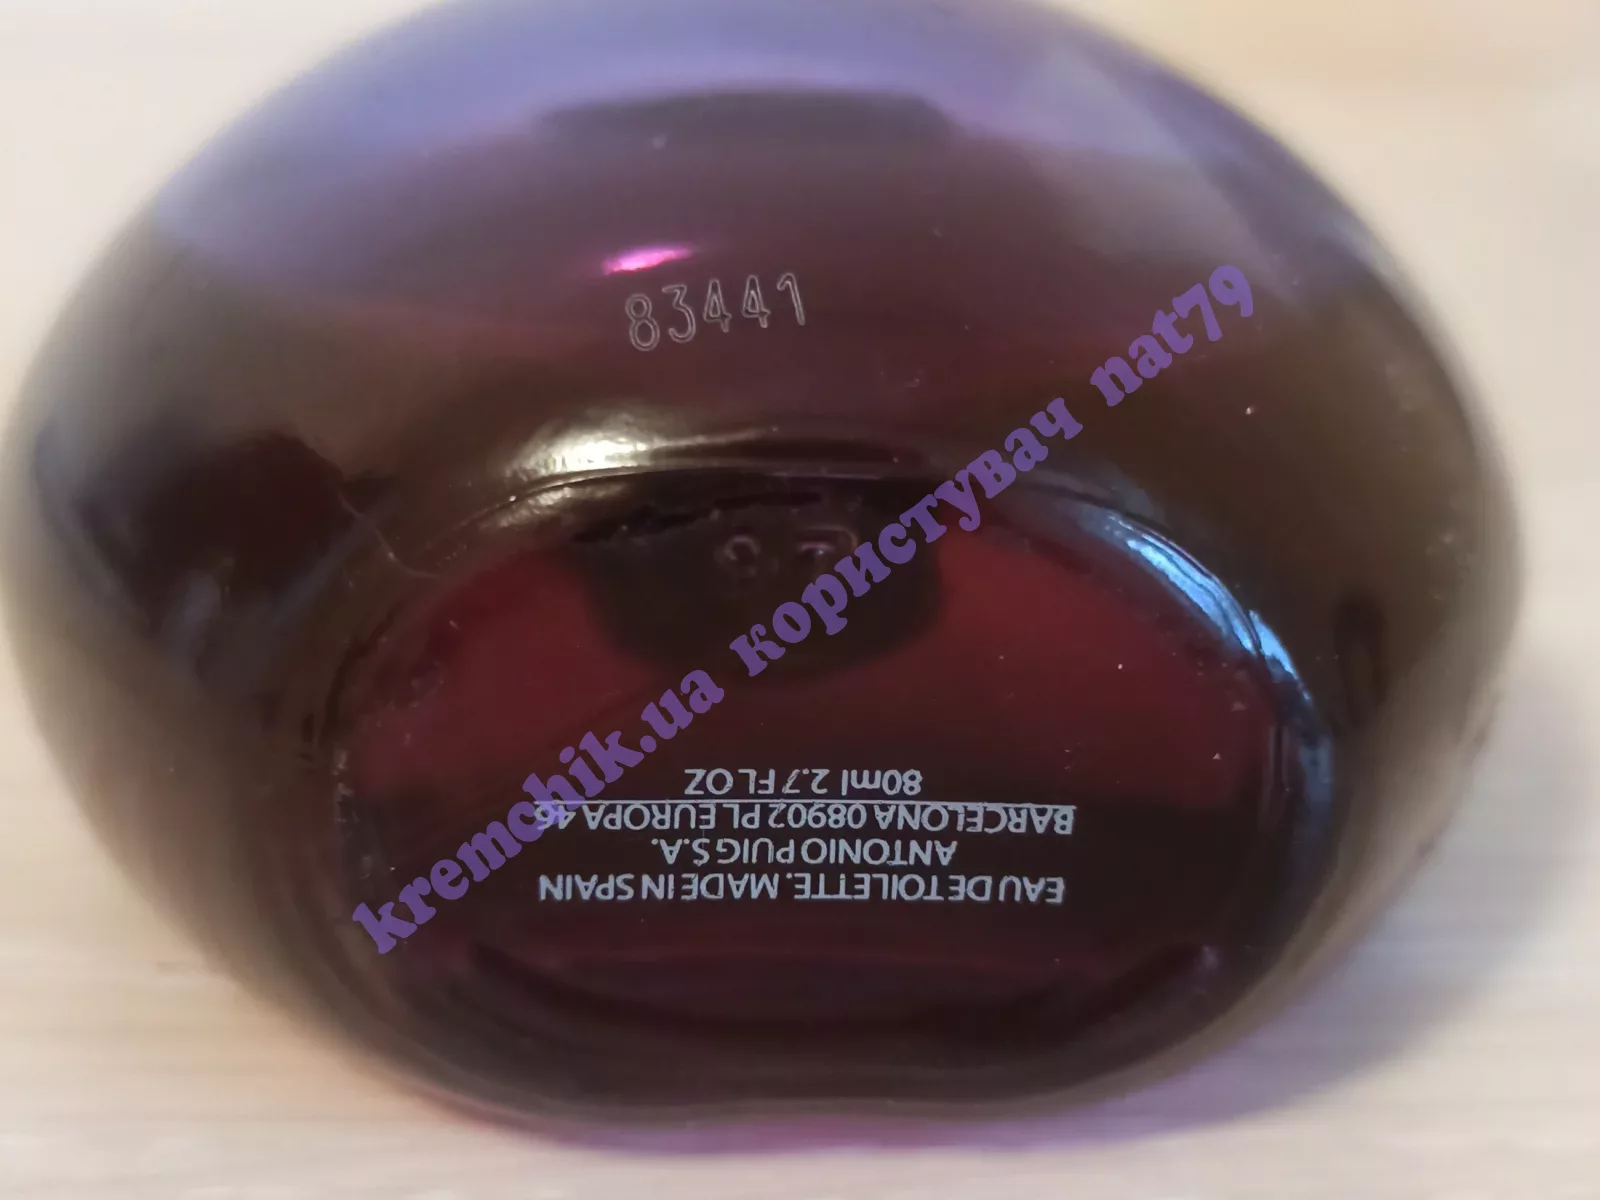 83441
EAU DE TOILETTE. MADE IN SPAIN
ANTONIO PUIG S.A.
BARCELONA 08902 PL EUROPA 46
80ml 2.7 FL OZ
kremchik.ua користувач nat79